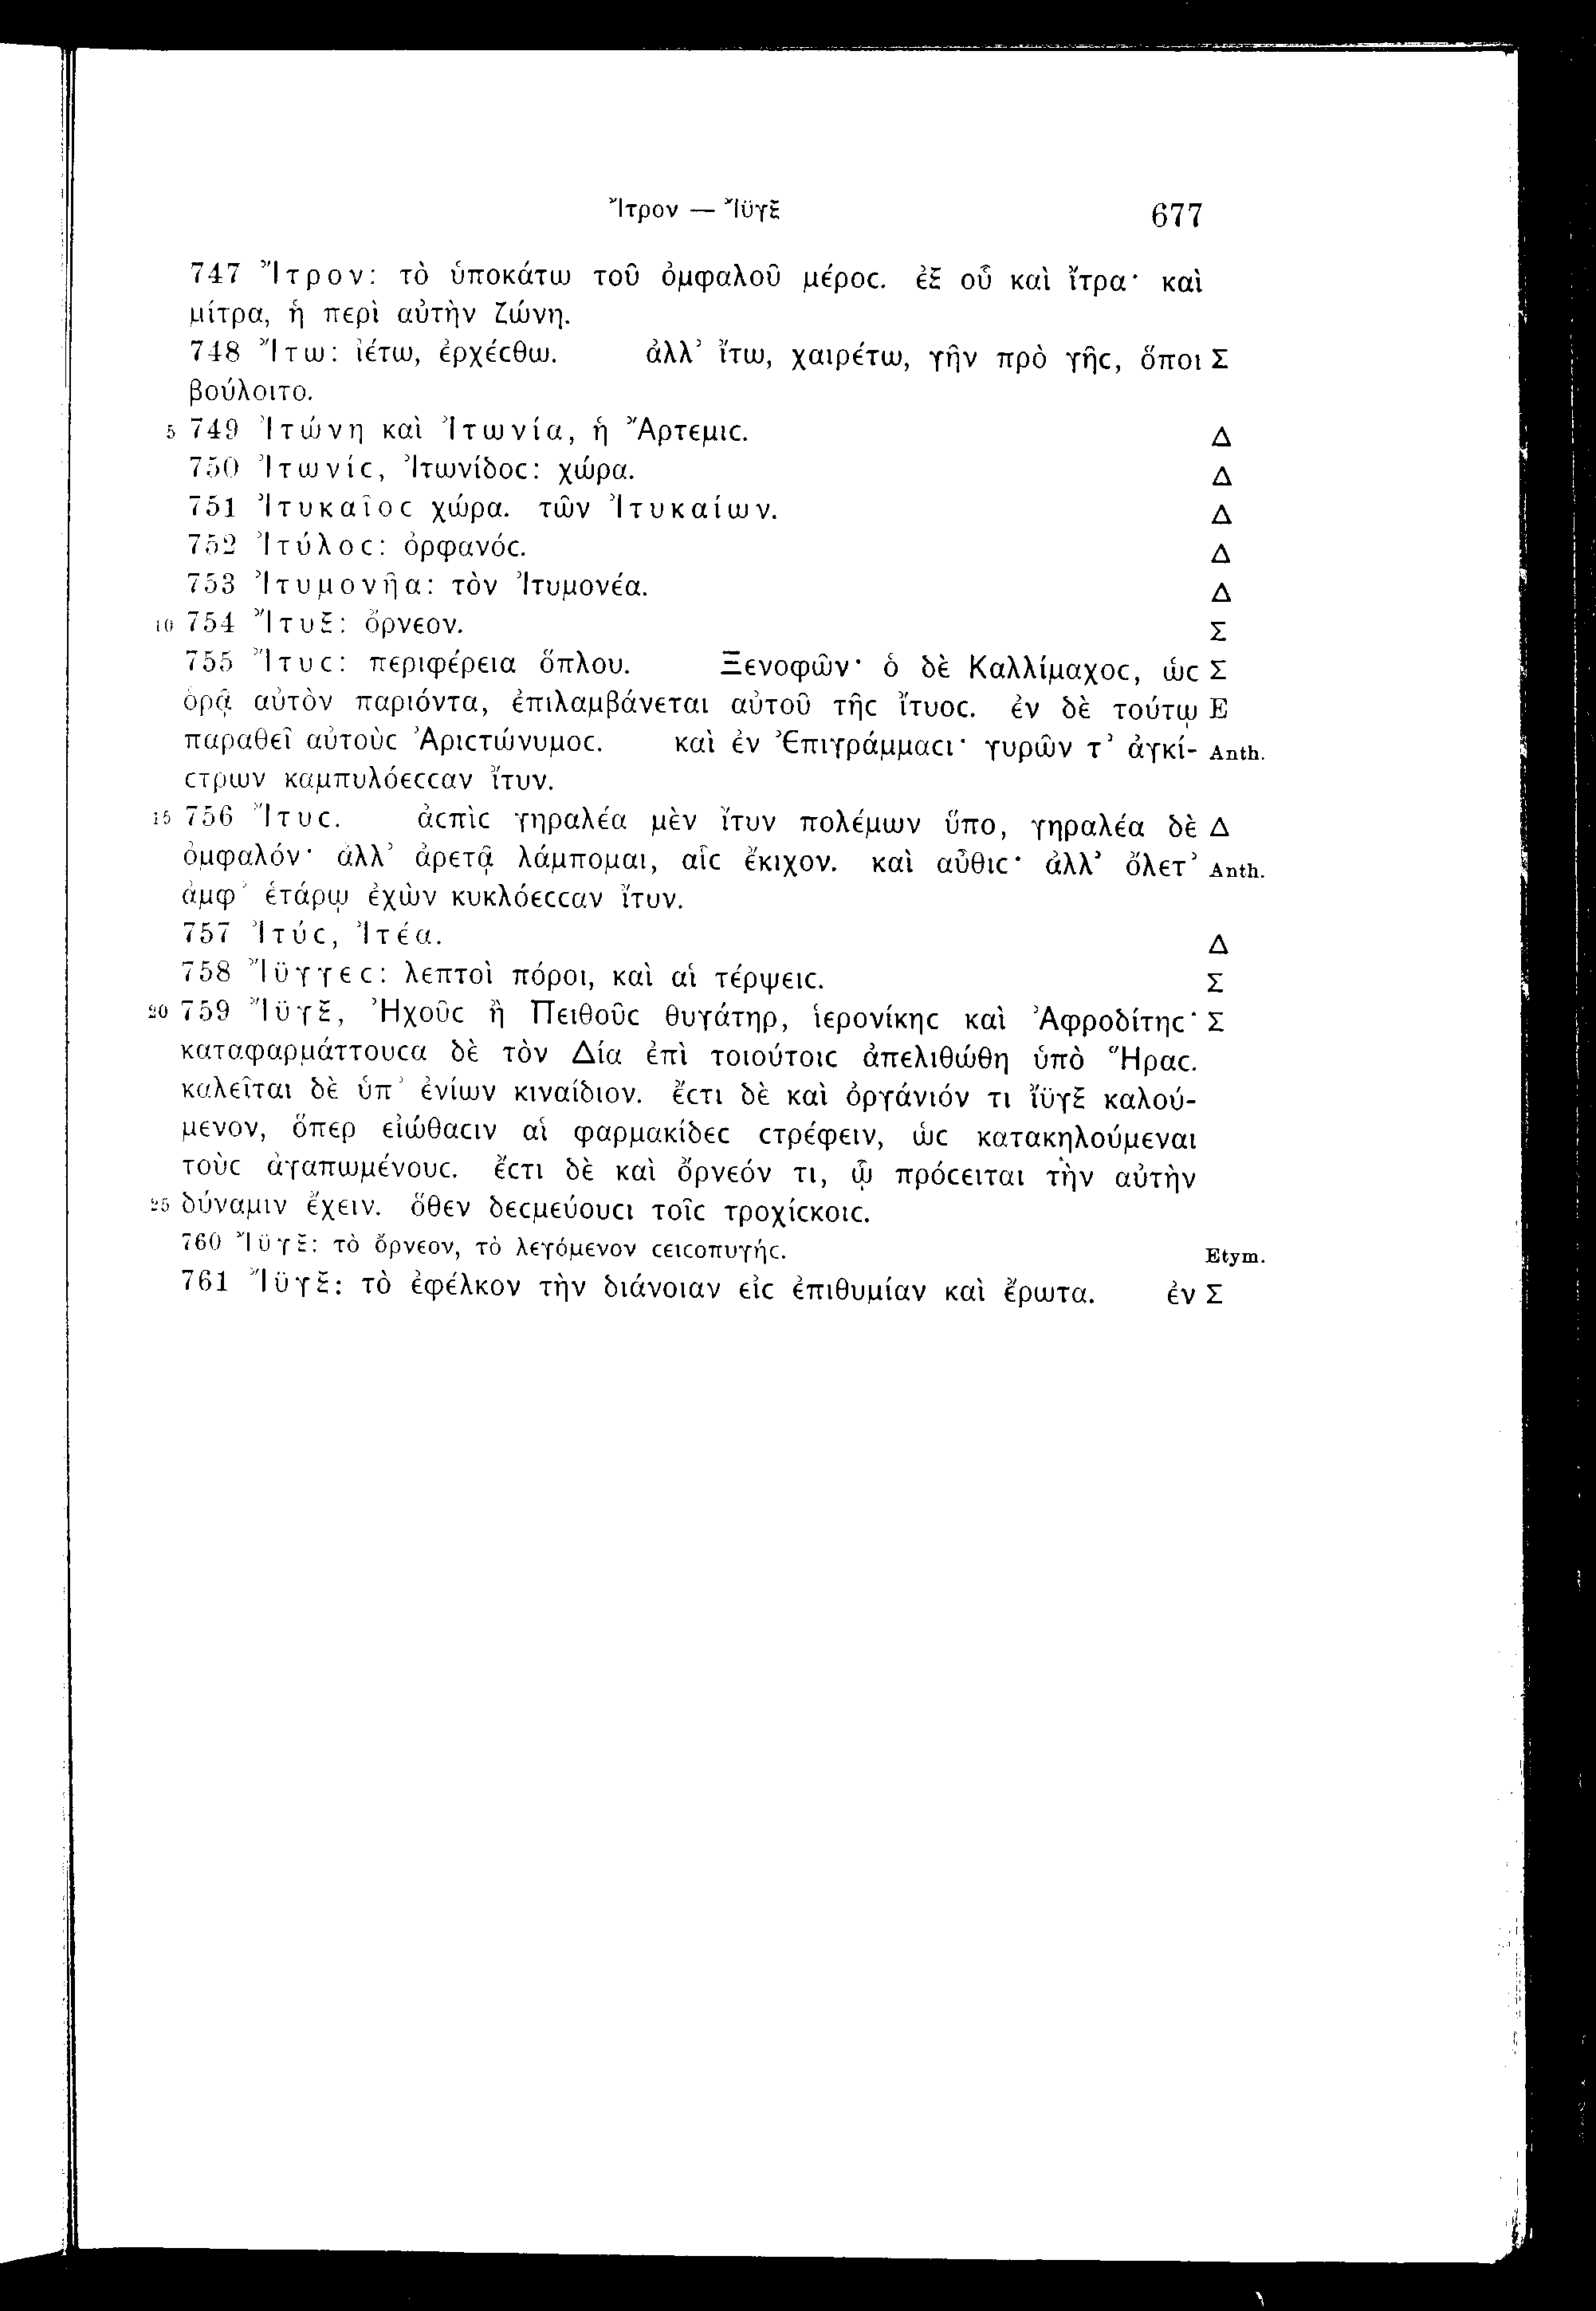 Ἴτρον — Ἴϋγξ 677
747 Ἴτρον: τὸ ὑποκάτω τοῦ ὀμφαλοῦ μέροϲ. ἐξ οὗ καὶ ἴτρα· καὶ
μίτρα, ἡ περὶ αὐτὴν ζώνη.
748 Ἴτω: ἰέτω, ἐρχέϲθω. ἀλλ’ ἴτω, χαιρέτω, γῆν πρὸ γῆϲ, ὅποι Σ
βούλοιτο.
5 749 Ἰτώνη καὶ Ἰτωνία, ἡ Ἄρτεμιϲ. Δ
750 Ἰτωνίϲ, Ἰτωνίδοϲ: χώρα. Δ
751 Ἰτυκαῖοϲ χώρα. τῶν Ἰτυκαίων. Δ
752 Ἰτύλοϲ: ὀρφανόϲ. Δ
753 Ἰτυμονῆα: τὸν Ἰτυμονέα. Δ
10 754 Ἴτυξ: ὄρνεον. Σ
755 Ἴτυϲ: περιφέρεια ὅπλου. Ξενοφῶν· ὁ δὲ Καλλίμαχοϲ, ὡϲ Σ
ὁρᾷ αὐτὸν παριόντα, ἐπιλαμβάνεται αὐτοῦ τῆϲ ἴτυοϲ. ἐν δὲ τούτῳ E
παραθεῖ αὐτοὺϲ Ἀριϲτώνυμοϲ. καὶ ἐν Ἐπιγράμμαϲι· γυρῶν τ’ ἀγκί- Anth.
ϲτρων καμπυλόεϲϲαν ἴτυν.
15 756 Ἴτυϲ. ἀϲπὶϲ γηραλέα μὲν ἴτυν πολέμων ὕπο, γηραλέα δὲ Δ
ὀμφαλόν· ἀλλ’ ἀρετᾷ λάμπομαι, αἷϲ ἔκιχον. καὶ αὖθιϲ· ἀλλ’ ὄλετ’ Anth.
ἀμφ’ ἑτάρῳ ἐχὼν κυκλόεϲϲαν ἴτυν.
757 Ἰτύϲ, Ἰτέα. Δ
758 Ἴϋγγεϲ: λεπτοὶ πόροι, καὶ αἱ τέρψειϲ. Σ
20 759 Ἴϋγξ, Ἠχοῦϲ ἢ Πειθοῦϲ θυγάτηρ, ἱερονίκηϲ καὶ Ἀφροδίτηϲ· Σ
καταφαρμάττουϲα δὲ τὸν Δία ἐπὶ τοιούτοιϲ ἀπελιθώθη ὑπὸ Ἥραϲ.
καλεῖται δὲ ὑπ’ ἐνίων κιναίδιον. ἔϲτι δὲ καὶ ὀργάνιόν τι ἴϋγξ καλού-
μενον, ὅπερ εἰώθαϲιν αἱ φαρμακίδεϲ ϲτρέφειν, ὡϲ κατακηλούμεναι
τοὺϲ ἀγαπωμένουϲ. ἔϲτι δὲ καὶ ὄρνεόν τι, ᾧ πρόϲειται τὴν αὐτὴν
25 δύναμιν ἔχειν. ὅθεν δεϲμεύουϲι τοῖϲ τροχίϲκοιϲ.
760 Ἴϋγξ: τὸ ὄρνεον, τὸ λεγόμενον ϲειϲοπυγήϲ. Etym.
761 Ἴϋγξ: τὸ ἐφέλκον τὴν διάνοιαν εἰϲ ἐπιθυμίαν καὶ ἔρωτα. ἐν Σ